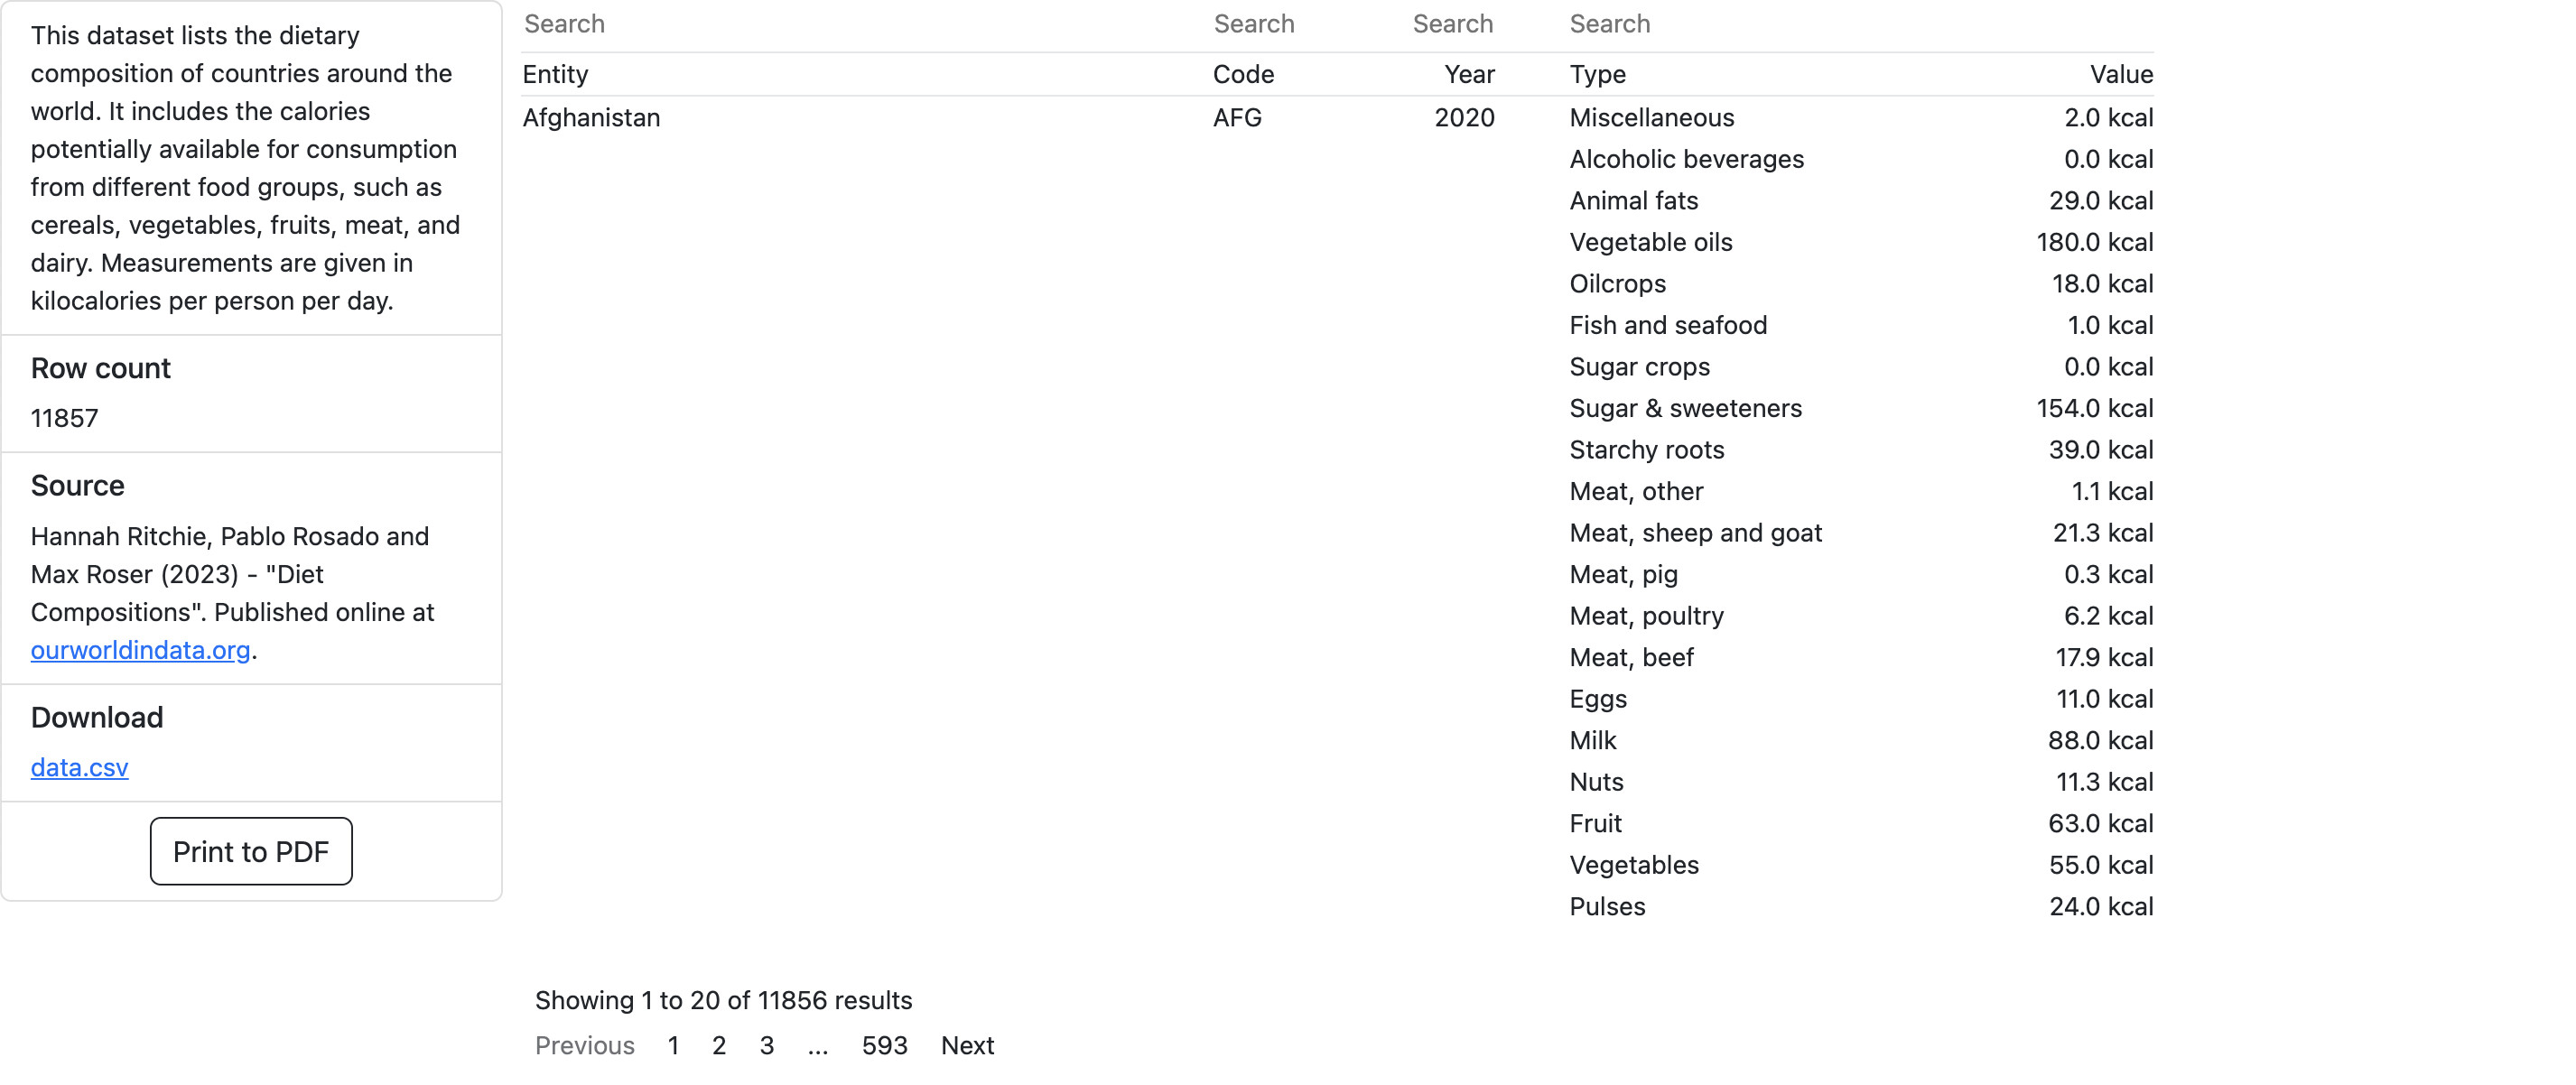 This dataset lists the dietary
composition of countries around the
world. It includes the calories
potentially available for consumption
from different food groups, such as
cereals, vegetables, fruits, meat, and
dairy. Measurements are given in
kilocalories per person per day.
Row count
11857
Source
Hannah Ritchie, Pablo Rosado and
Max Roser (2023) - "Diet
Compositions". Published online at
ourworldindata.org.
Download
data.csv
Print to PDF
Search Search Search Search
Entity Code Year Type Value
Afghanistan AFG 2020 Miscellaneous 2.0 kcal
Alcoholic beverages 0.0 kcal
Animal fats 29.0 kcal
Vegetable oils 180.0 kcal
Oilcrops 18.0 kcal
Fish and seafood 1.0 kcal
Sugar crops 0.0 kcal
Sugar & sweeteners 154.0 kcal
Starchy roots 39.0 kcal
Meat, other 1.1 kcal
Meat, sheep and goat 21.3 kcal
Meat, pig 0.3 kcal
Meat, poultry 6.2 kcal
Meat, beef 17.9 kcal
Eggs 11.0 kcal
Milk 88.0 kcal
Nuts 11.3 kcal
Fruit 63.0 kcal
Vegetables 55.0 kcal
Pulses 24.0 kcal
Showing 1 to 20 of 11856 results
Previous 1 2 3 ... 593 Next